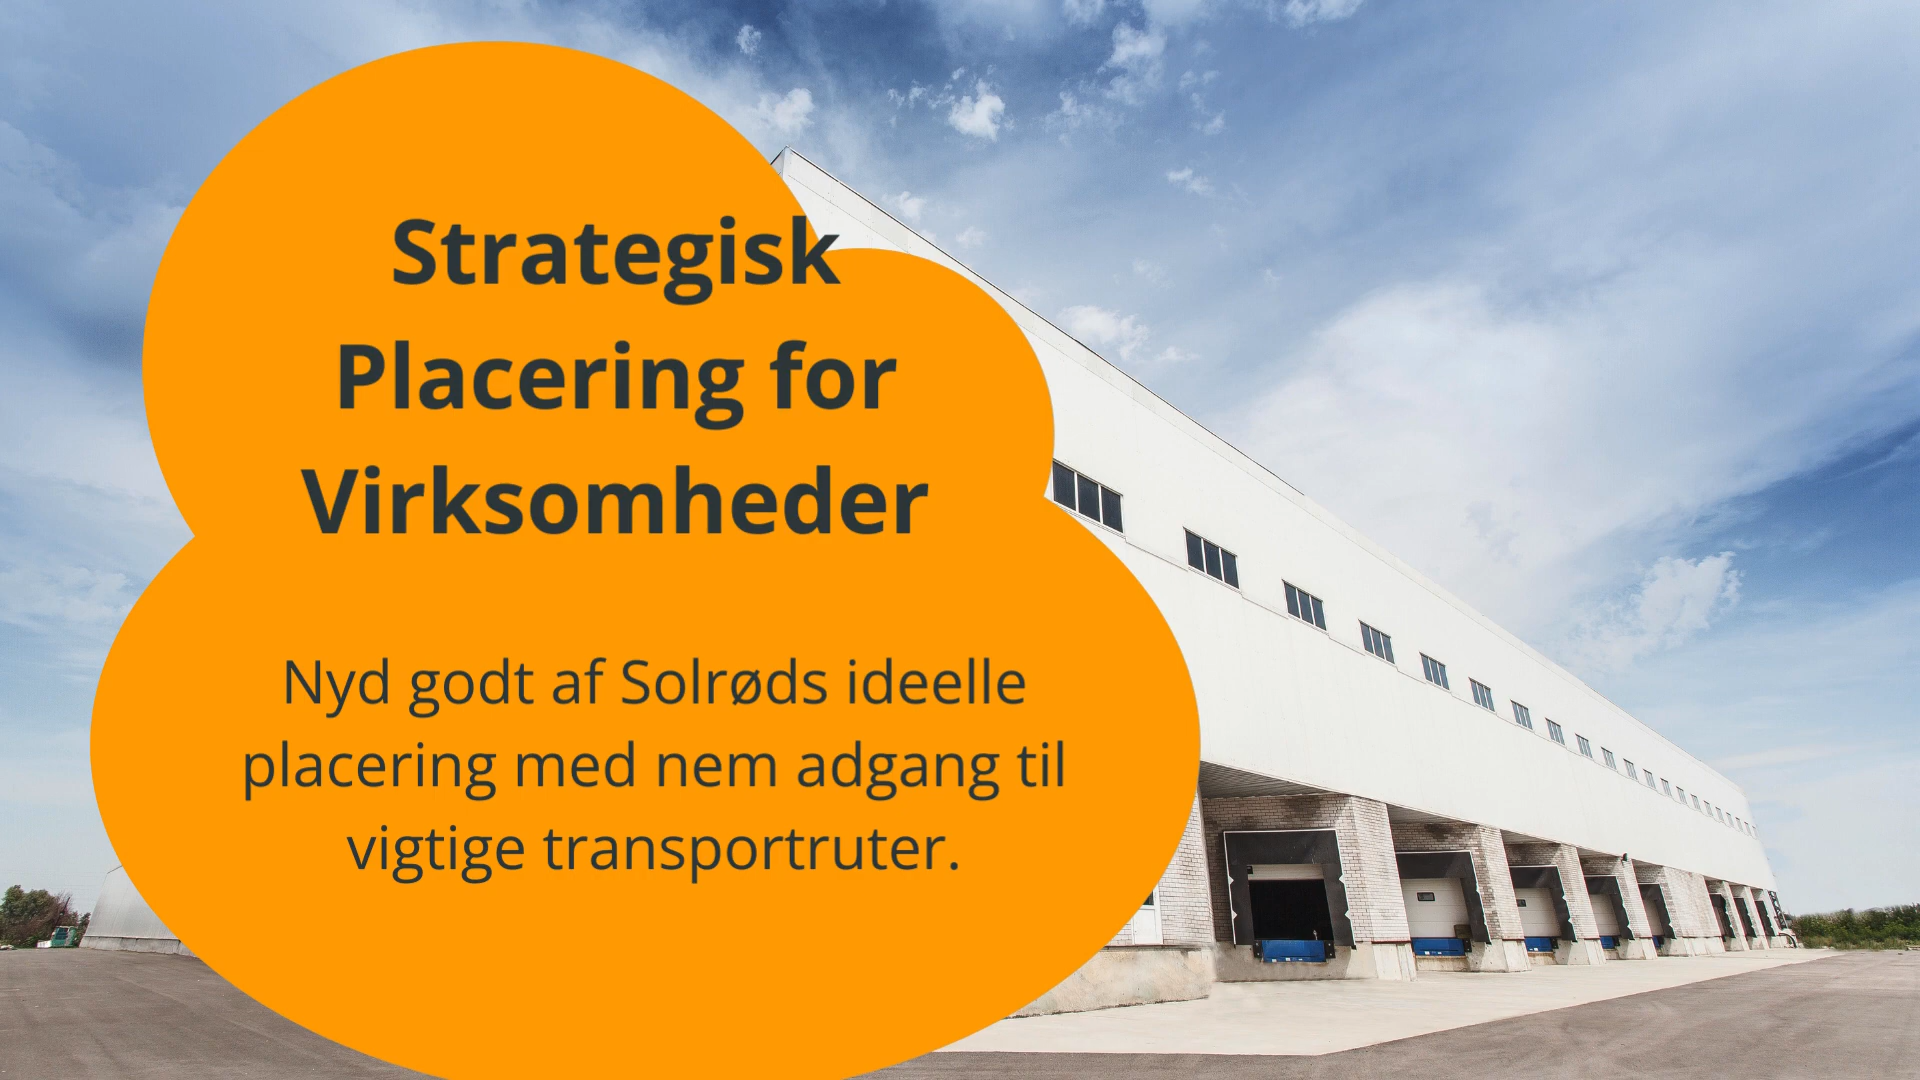 Strategisk
Placering for
Virksomheder
Nyd godt af Solrøds ideelle
placering med nem adgang til
vigtige transportruter.